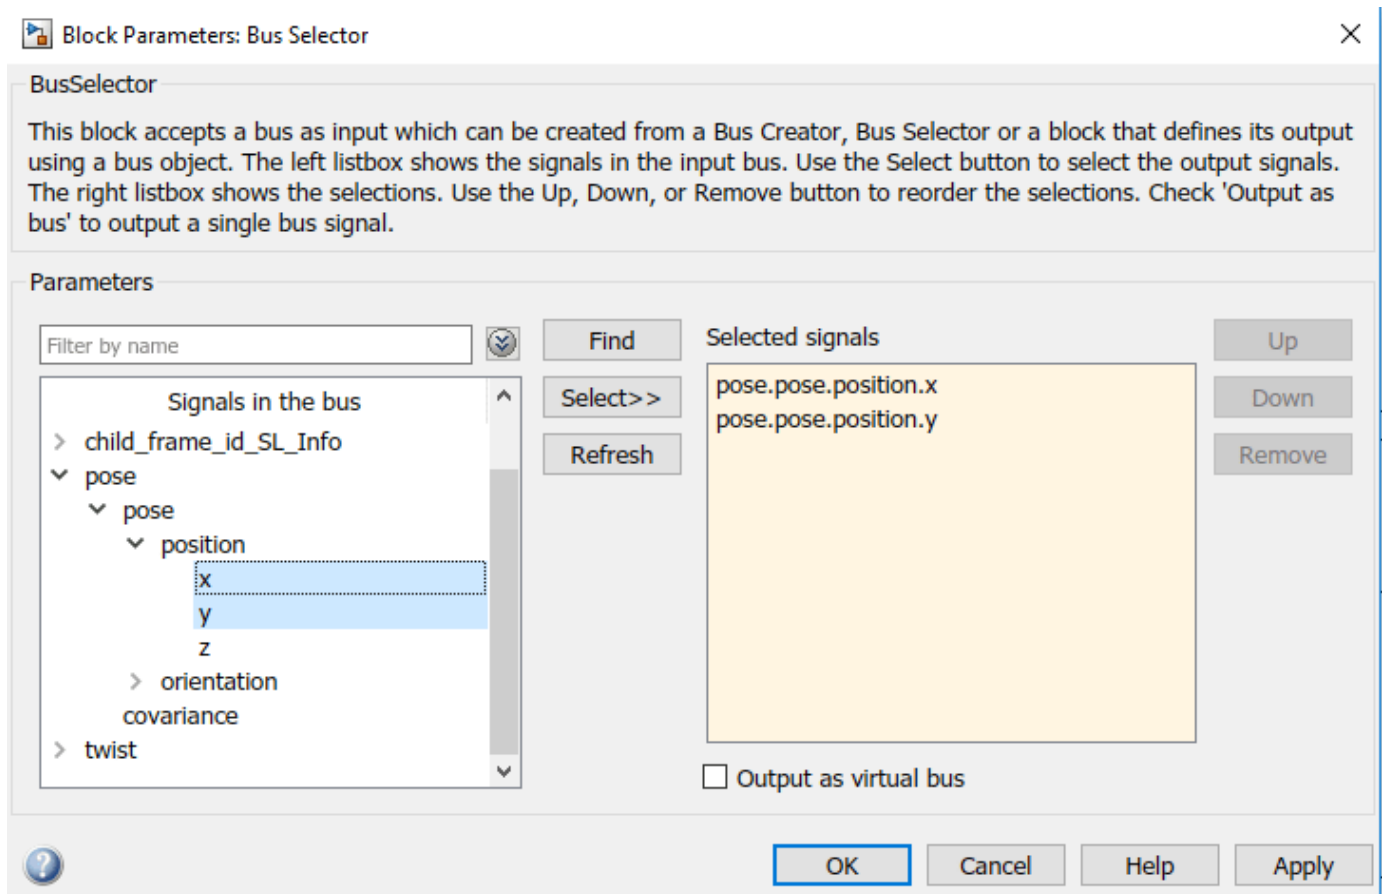 Block Parameters: Bus Selector
BusSelector
This block accepts a bus as input which can be created from a Bus Creator, Bus Selector or a block that defines its output
using a bus object. The left listbox shows the signals in the input bus. Use the Select button to select the output signals.
The right listbox shows the selections. Use the Up, Down, or Remove button to reorder the selections. Check 'Output as
bus' to output a single bus signal.
Parameters
Filter by name
Signals in the bus
child_frame_id_SL_Info
pose
pose
position
x
y
z
orientation
covariance
twist
Find
Select>>
Refresh
Selected signals
pose.pose.position.x
pose.pose.position.y
Output as virtual bus
Up
Down
Remove
?
OK
Cancel
Help
Apply